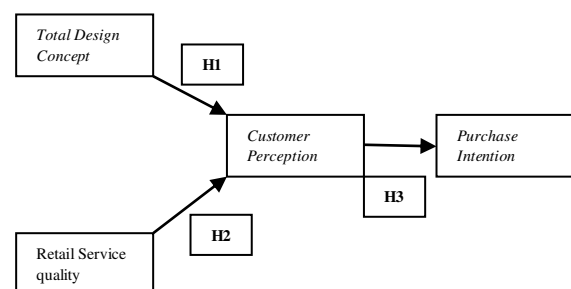 Total Design
Concept
H1
Customer
Perception
Purchase
Intention
H3
H2
Retail Service
quality